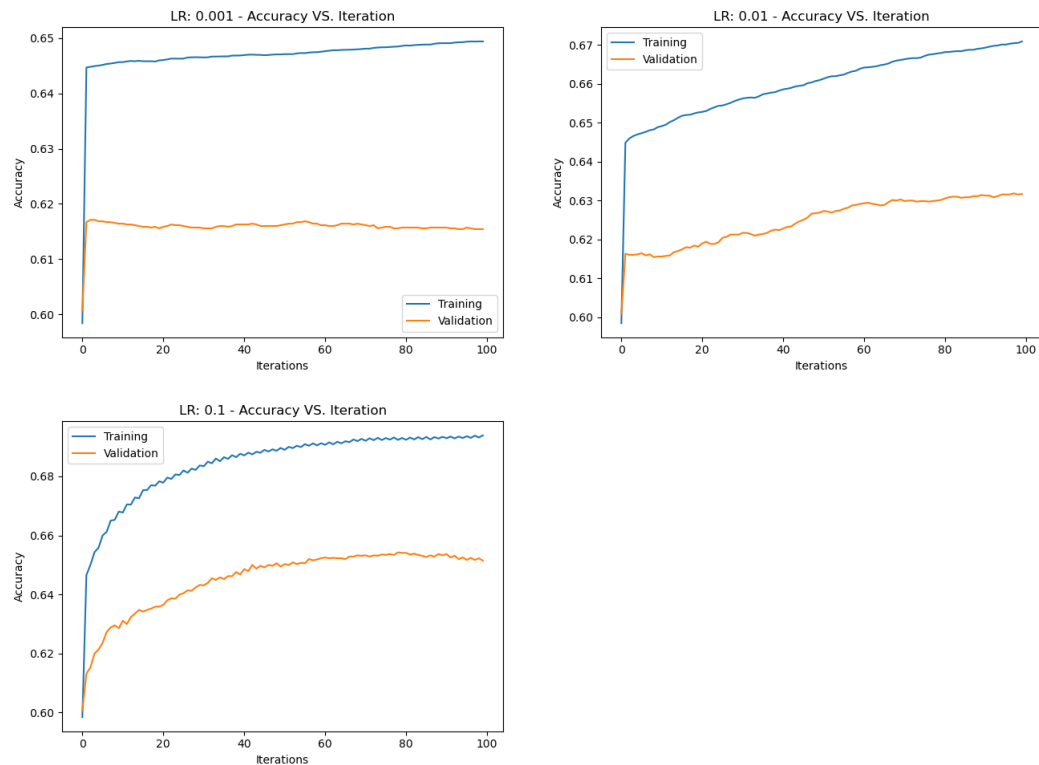 LR: 0.001 - Accuracy VS. Iteration
0.65
0.64
0.63
0.62
0.61
0.60
Accuracy
Training
Validation
0
20
40
60
80
100
Iterations
LR: 0.01 - Accuracy VS. Iteration
0.67
0.66
0.65
0.64
0.63
0.62
0.61
0.60
Accuracy
Training
Validation
0
20
40
60
80
100
Iterations
LR: 0.1 - Accuracy VS. Iteration
0.68
0.66
0.64
0.62
0.60
Accuracy
Training
Validation
0
20
40
60
80
100
Iterations